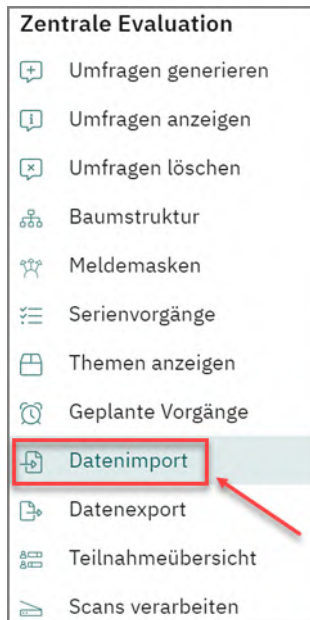 Zentrale Evaluation
Umfragen generieren
Umfragen anzeigen
Umfragen löschen
Baumstruktur
Meldemasken
Serienvorgänge
Themen anzeigen
Geplante Vorgänge
Datenimport
Datenexport
Teilnahmeübersicht
Scans verarbeiten